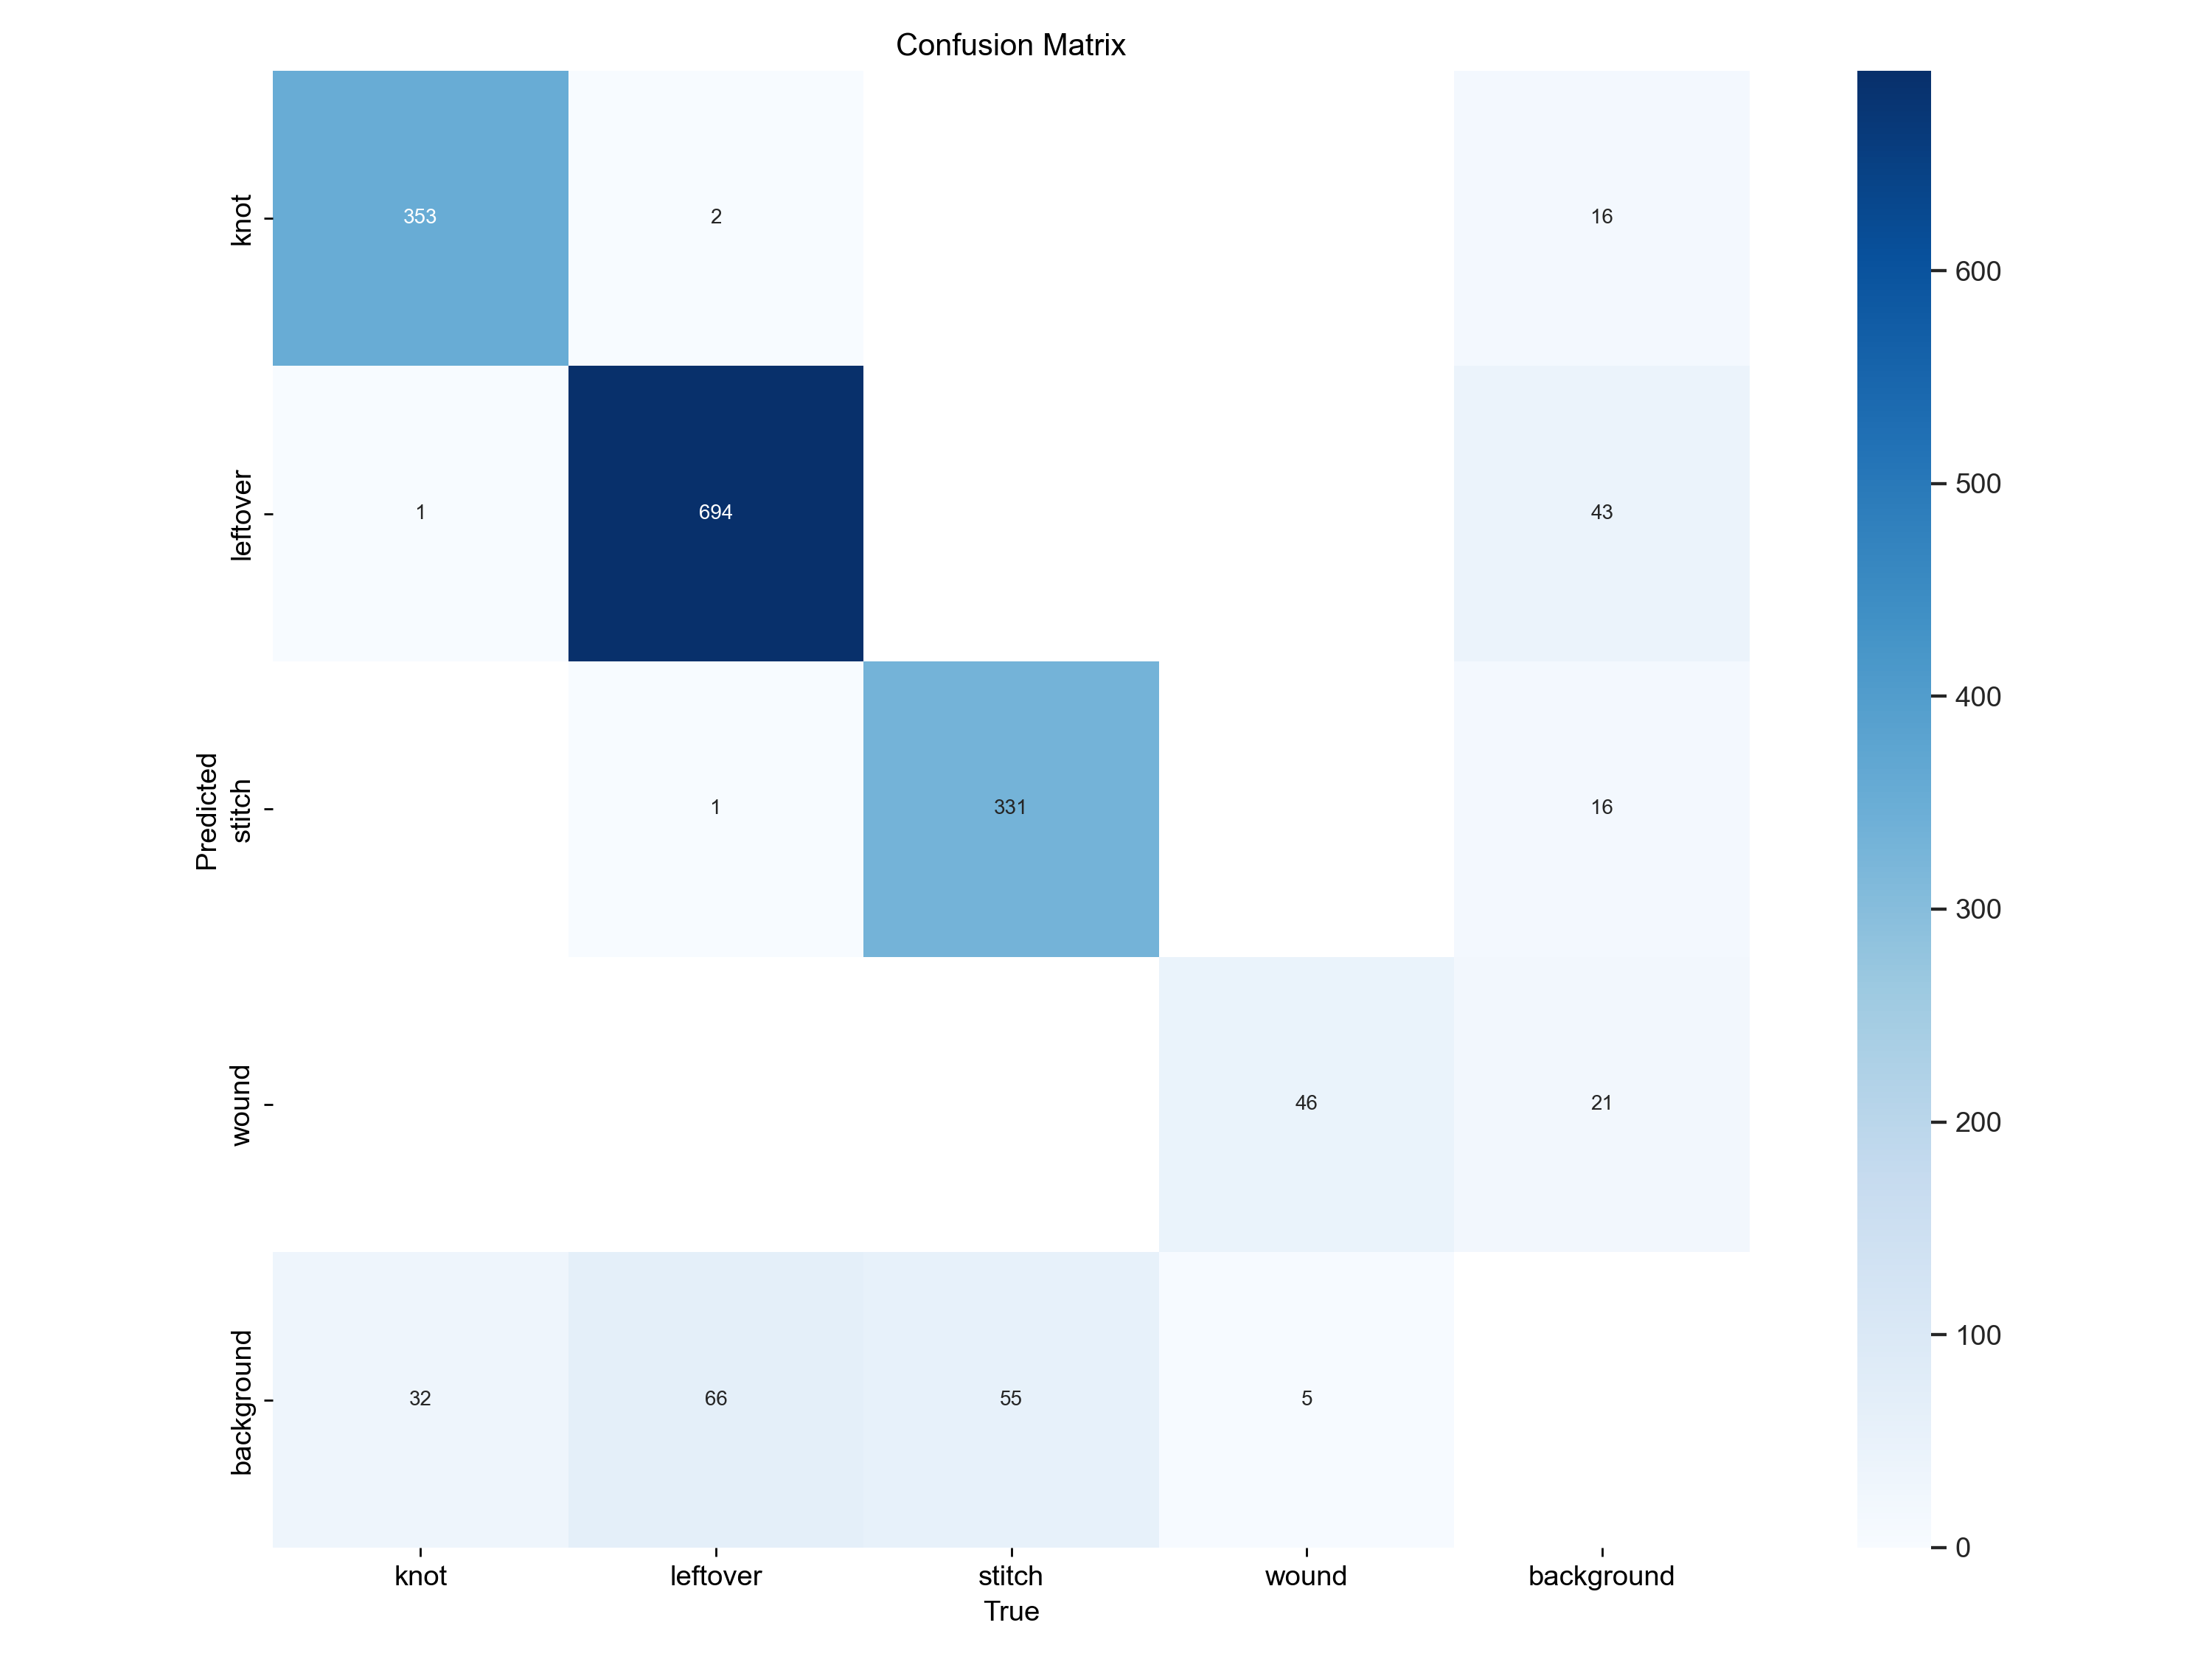 Confusion Matrix
knot
353
2
16
600
leftover
1
694
43
500
400
Predicted
stitch
1
331
16
300
wound
46
21
200
background
32
66
55
5
100
0
knot
leftover
stitch
wound
background
True